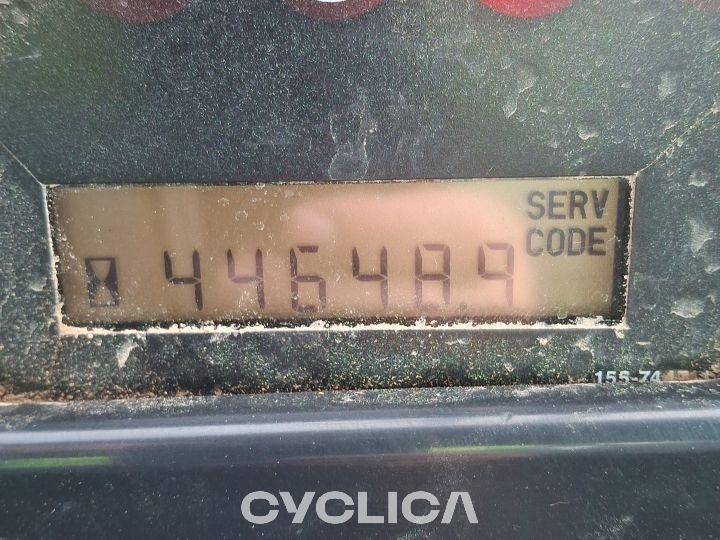 SERV
CODE
44648.9
155-74
CYCLICA